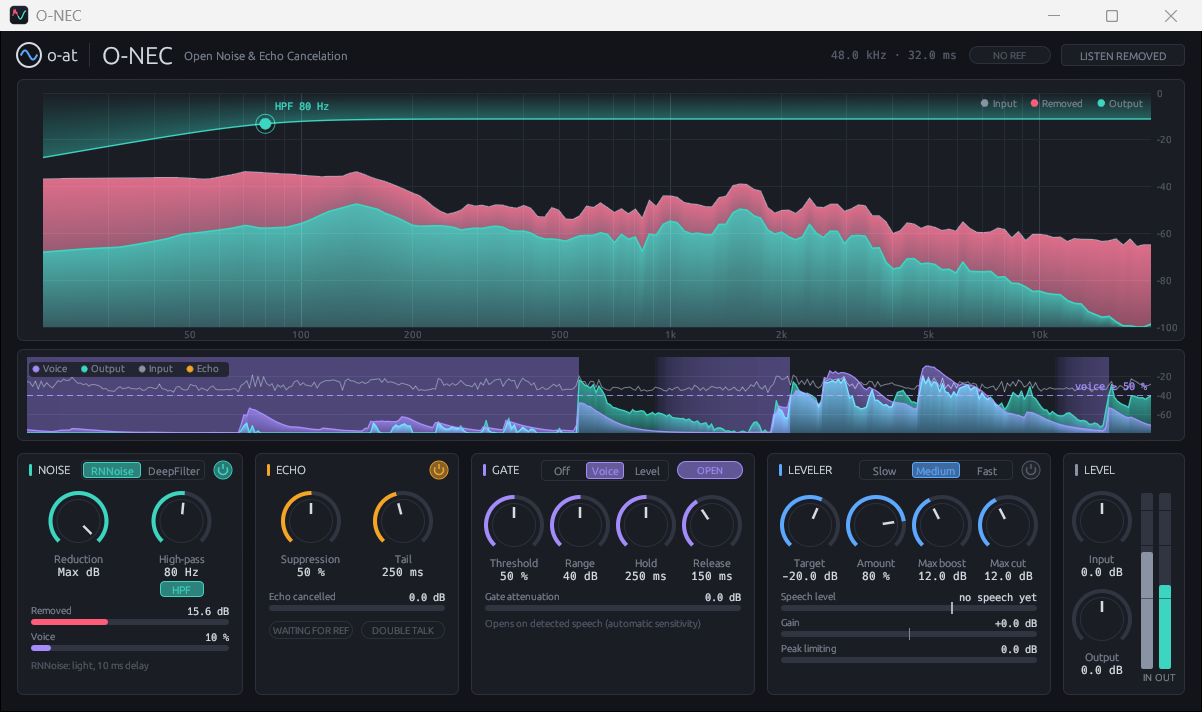 O-NEC
o-at O-NEC Open Noise & Echo Cancelation 48.0 kHz · 32.0 ms NO REF LISTEN REMOVED
HPF 80 Hz
Input Removed Output
0
-20
-40
-60
-80
-100
50 100 200 500 1k 2k 5k 10k
Voice Output Input Echo
voice ≥ 50 %
-20
-40
-60
NOISE RNNoise DeepFilter
Reduction High-pass
Max dB 80 Hz
HPF
Removed 15.6 dB
Voice 10 %
RNNoise: light, 10 ms delay
ECHO
Suppression Tail
50 % 250 ms
Echo cancelled 0.0 dB
WAITING FOR REF DOUBLE TALK
GATE Off Voice Level OPEN
Threshold Range Hold Release
50 % 40 dB 250 ms 150 ms
Gate attenuation 0.0 dB
Opens on detected speech (automatic sensitivity)
LEVELER Slow Medium Fast
Target Amount Max boost Max cut
-20.0 dB 80 % 12.0 dB 12.0 dB
Speech level no speech yet
Gain +0.0 dB
Peak limiting 0.0 dB
LEVEL
Input
0.0 dB
Output
0.0 dB
IN OUT